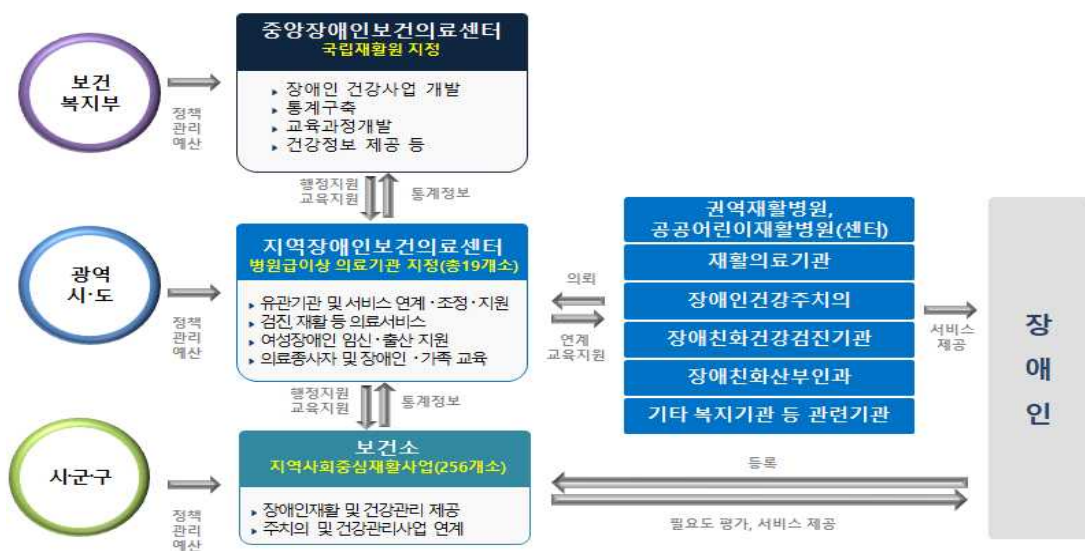 중앙장애인보건의료센터
국립재활원 지정
보건
복지부
정책
관리
예산
▸ 장애인 건강사업 개발
▸ 통계구축
▸ 교육과정개발
▸ 건강정보 제공 등
행정지원
교육지원
통계정보
광역
시·도
정책
관리
예산
지역장애인보건의료센터
병원급이상 의료기관 지정(총19개소)
▸ 유관기관 및 서비스 연계·조정·지원
▸ 검진, 재활 등 의료서비스
▸ 여성장애인 임신·출산 지원
▸ 의료종사자 및 장애인·가족 교육
의뢰
연계
교육지원
권역재활병원,
공공어린이재활병원(센터)
재활의료기관
장애인건강주치의
장애친화건강검진기관
장애친화산부인과
기타 복지기관 등 관련기관
서비스
제공
장
애
인
행정지원
교육지원
통계정보
시·군·구
정책
관리
예산
보건소
지역사회중심재활사업(256개소)
▸ 장애인재활 및 건강관리 제공
▸ 주치의 및 건강관리사업 연계
등록
필요도 평가, 서비스 제공